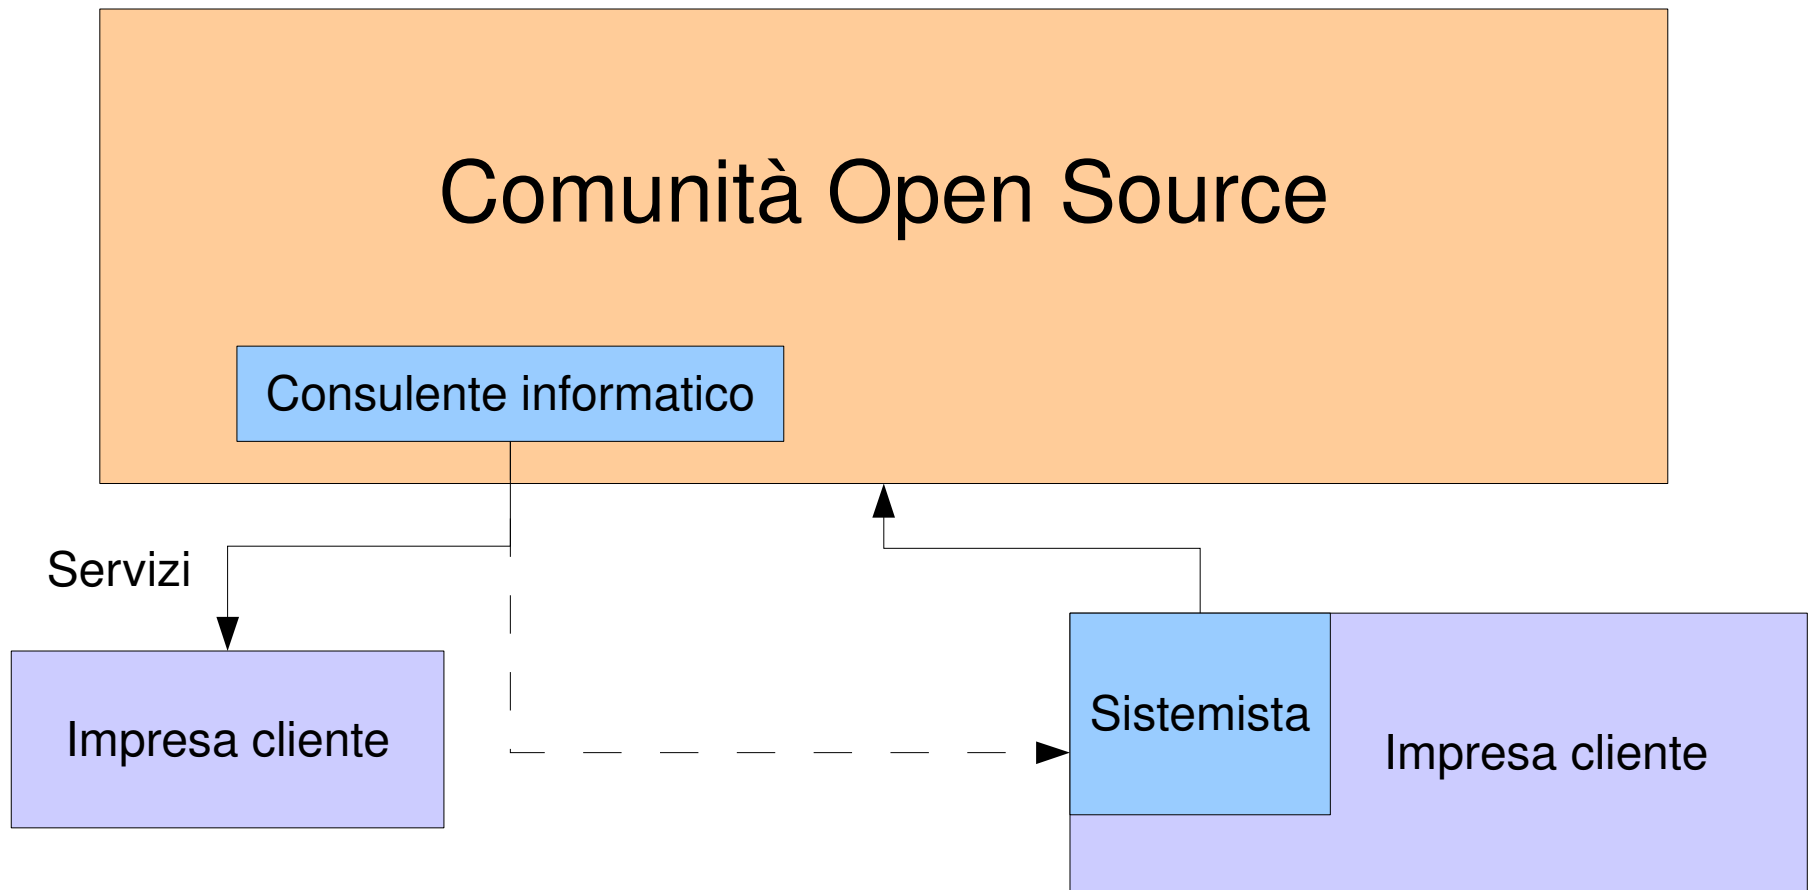 Comunità Open Source
Consulente informatico
Servizi
Impresa cliente
Sistemista
Impresa cliente